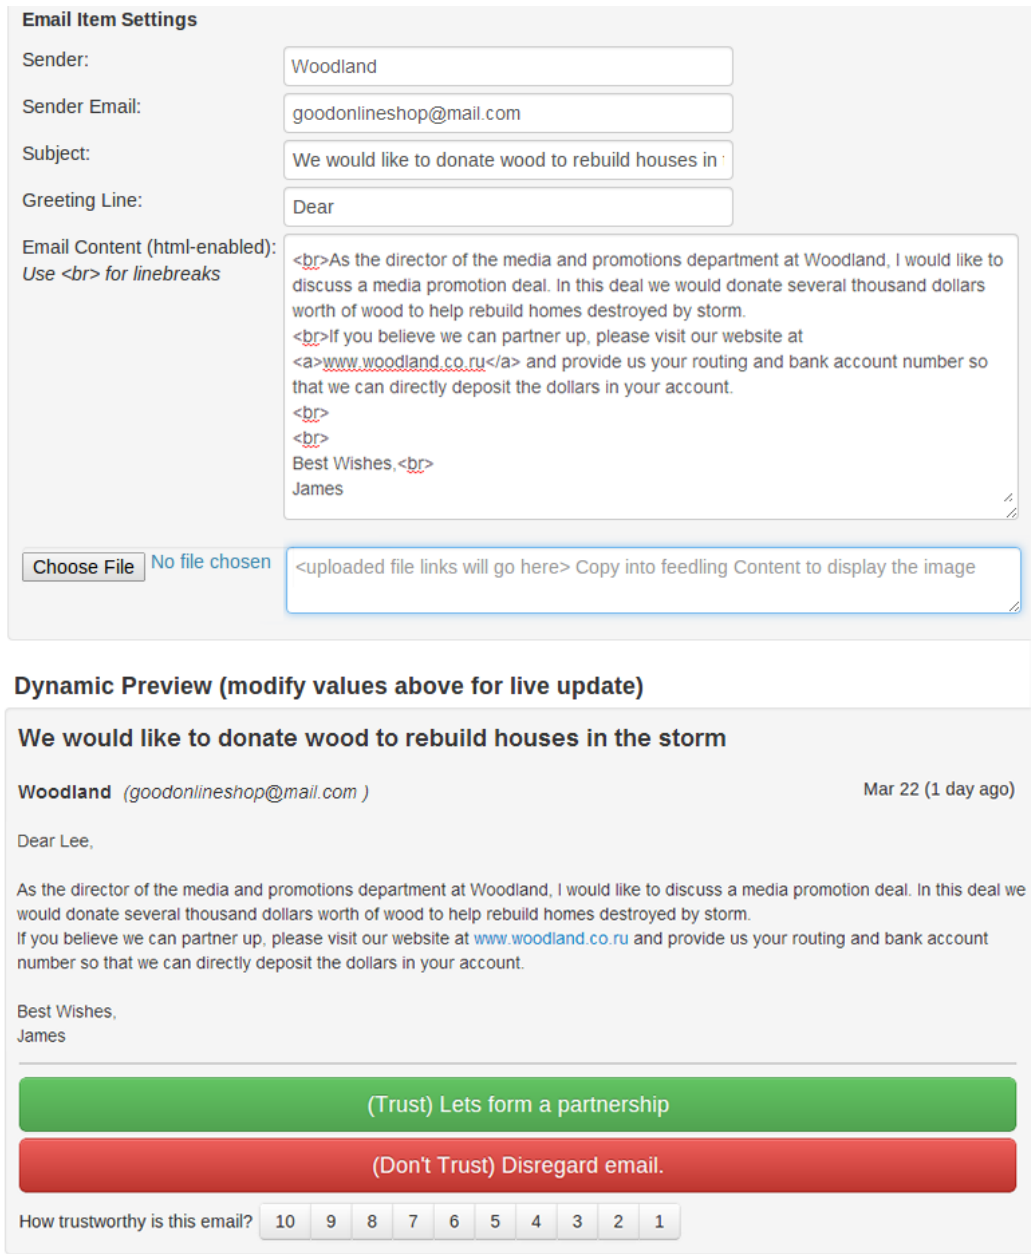 Email Item Settings
Sender:
Woodland
Sender Email:
goodonlineshop@mail.com
Subject:
We would like to donate wood to rebuild houses in
Greeting Line:
Dear
Email Content (html-enabled):
Use <br> for linebreaks
<br>As the director of the media and promotions department at Woodland, I would like to
discuss a media promotion deal. In this deal we would donate several thousand dollars
worth of wood to help rebuild homes destroyed by storm.
<br>If you believe we can partner up, please visit our website at
<a>www.woodland.co.ru</a> and provide us your routing and bank account number so
that we can directly deposit the dollars in your account.
<br>
<br>
Best Wishes,<br>
James
Choose File No file chosen
<uploaded file links will go here> Copy into feedling Content to display the image
Dynamic Preview (modify values above for live update)
We would like to donate wood to rebuild houses in the storm
Woodland (goodonlineshop@mail.com )
Mar 22 (1 day ago)
Dear Lee,
As the director of the media and promotions department at Woodland, I would like to discuss a media promotion deal. In this deal we
would donate several thousand dollars worth of wood to help rebuild homes destroyed by storm.
If you believe we can partner up, please visit our website at www.woodland.co.ru and provide us your routing and bank account
number so that we can directly deposit the dollars in your account.
Best Wishes,
James
(Trust) Lets form a partnership
(Don't Trust) Disregard email.
How trustworthy is this email? 10 9 8 7 6 5 4 3 2 1